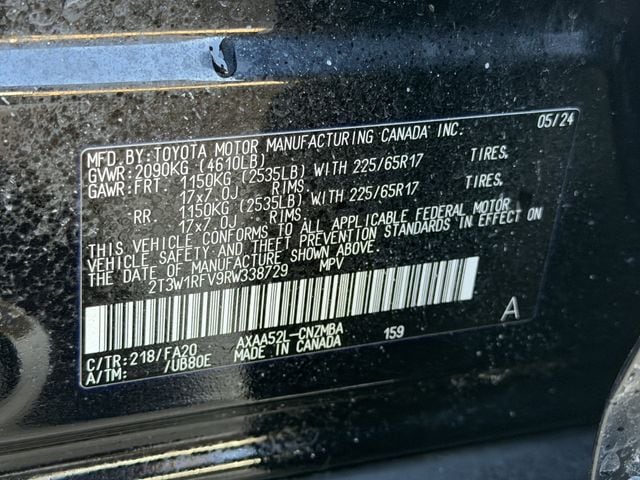 MFD.BY:TOYOTA MOTOR MANUFACTURING CANADA INC. 05/24
GVWR:2090KG (4610LB)
GAWR:FRT. 1150KG (2535LB) WITH 225/65R17 TIRES,
17x7.0J RIMS
RR. 1150KG (2535LB) WITH 225/65R17 TIRES,
17x7.0J RIMS
THIS VEHICLE CONFORMS TO ALL APPLICABLE FEDERAL MOTOR
VEHICLE SAFETY AND THEFT PREVENTION STANDARDS IN EFFECT ON
THE DATE OF MANUFACTURE SHOWN ABOVE.
2T3W1RFV9RW338729 MPV
A
C/TR:218/FA20 AXAA52L-CNZMBA 159
A/TM: /UB80E MADE IN CANADA